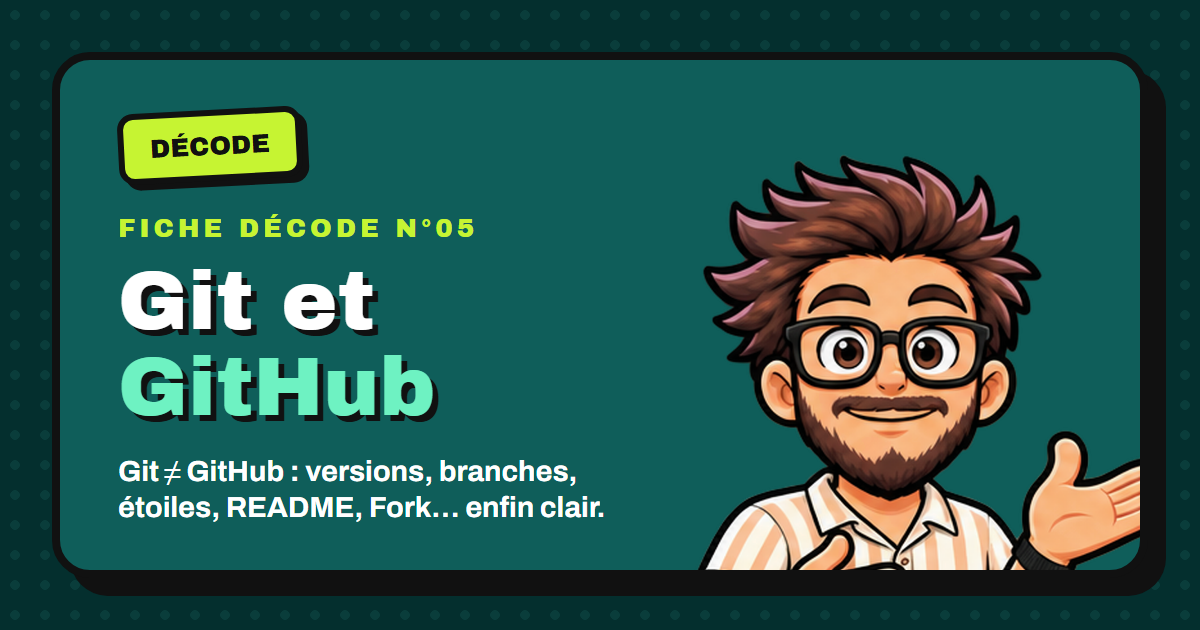 DÉCODE
FICHE DÉCODE N°05
Git et
GitHub
Git ≠ GitHub : versions, branches,
étoiles, README, Fork… enfin clair.